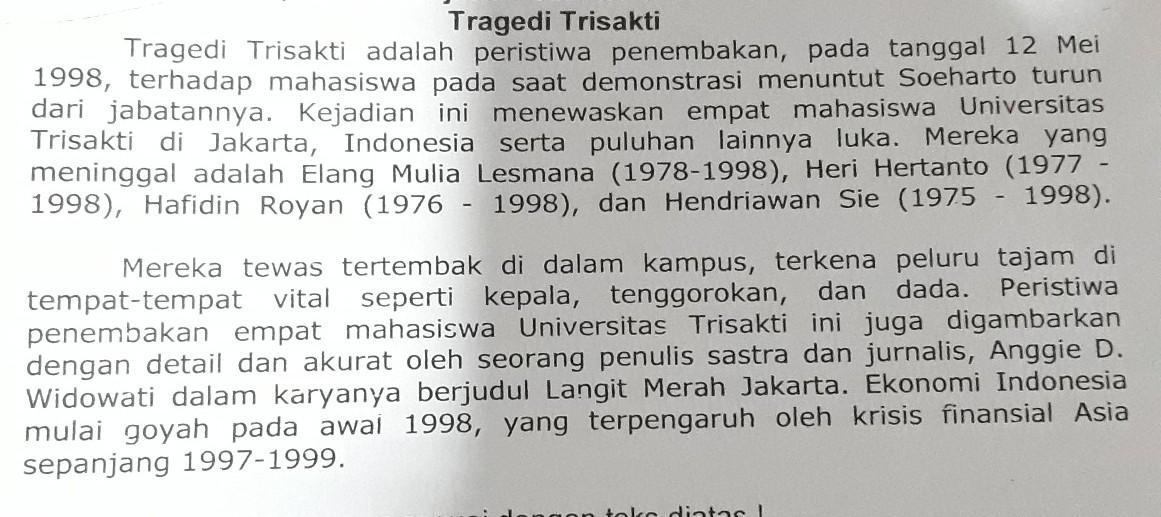 Tragedi Trisakti
Tragedi Trisakti adalah peristiwa penembakan, pada tanggal 12 Mei
1998, terhadap mahasiswa pada saat demonstrasi menuntut Soeharto turun
dari jabatannya. Kejadian ini menewaskan empat mahasiswa Universitas
Trisakti di Jakarta, Indonesia serta puluhan lainnya luka. Mereka yang
meninggal adalah Elang Mulia Lesmana (1978-1998), Heri Hertanto (1977 -
1998), Hafidin Royan (1976 - 1998), dan Hendriawan Sie (1975 - 1998).
Mereka tewas tertembak di dalam kampus, terkena peluru tajam di
tempat-tempat vital seperti kepala, tenggorokan, dan dada. Peristiwa
penembakan empat mahasiswa Universitas Trisakti ini juga digambarkan
dengan detail dan akurat oleh seorang penulis sastra dan jurnalis, Anggie D.
Widowati dalam karyanya berjudul Langit Merah Jakarta. Ekonomi Indonesia
mulai goyah pada awal 1998, yang terpengaruh oleh krisis finansial Asia
sepanjang 1997-1999.
dengan teks diatas !